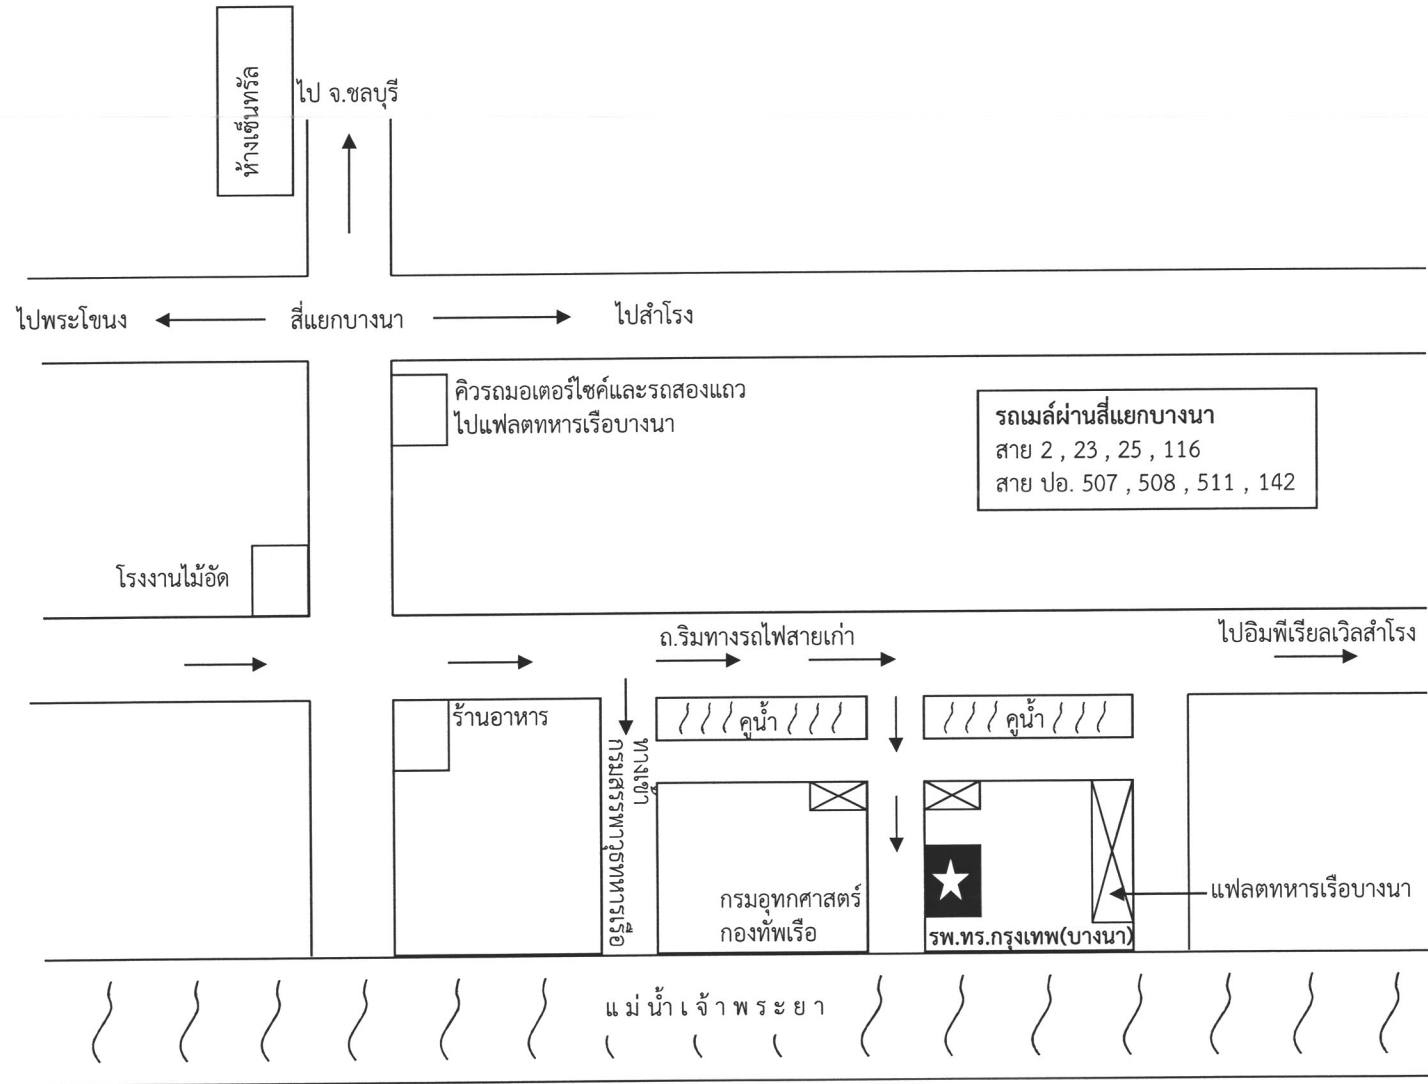 ห้างเซ็นทรัล
ไป จ.ชลบุรี
ไปพระโขนง
สี่แยกบางนา
ไปสำโรง
คิวรถมอเตอร์ไซค์และรถสองแถว
ไปแฟลตทหารเรือบางนา
รถเมล์ผ่านสี่แยกบางนา
สาย 2 , 23 , 25 , 116
สาย ปอ. 507 , 508 , 511 , 142
โรงงานไม้อัด
ถ.ริมทางรถไฟสายเก่า
ไปอิมพีเรียลเวิลสำโรง
ร้านอาหาร
คูน้ำ
คูน้ำ
ทางเข้า
กรมสรรพาวุธทหารเรือ
กรมอุทกศาสตร์
กองทัพเรือ
แฟลตทหารเรือบางนา
รพ.ทร.กรุงเทพ(บางนา)
แม่น้ำเจ้าพระยา